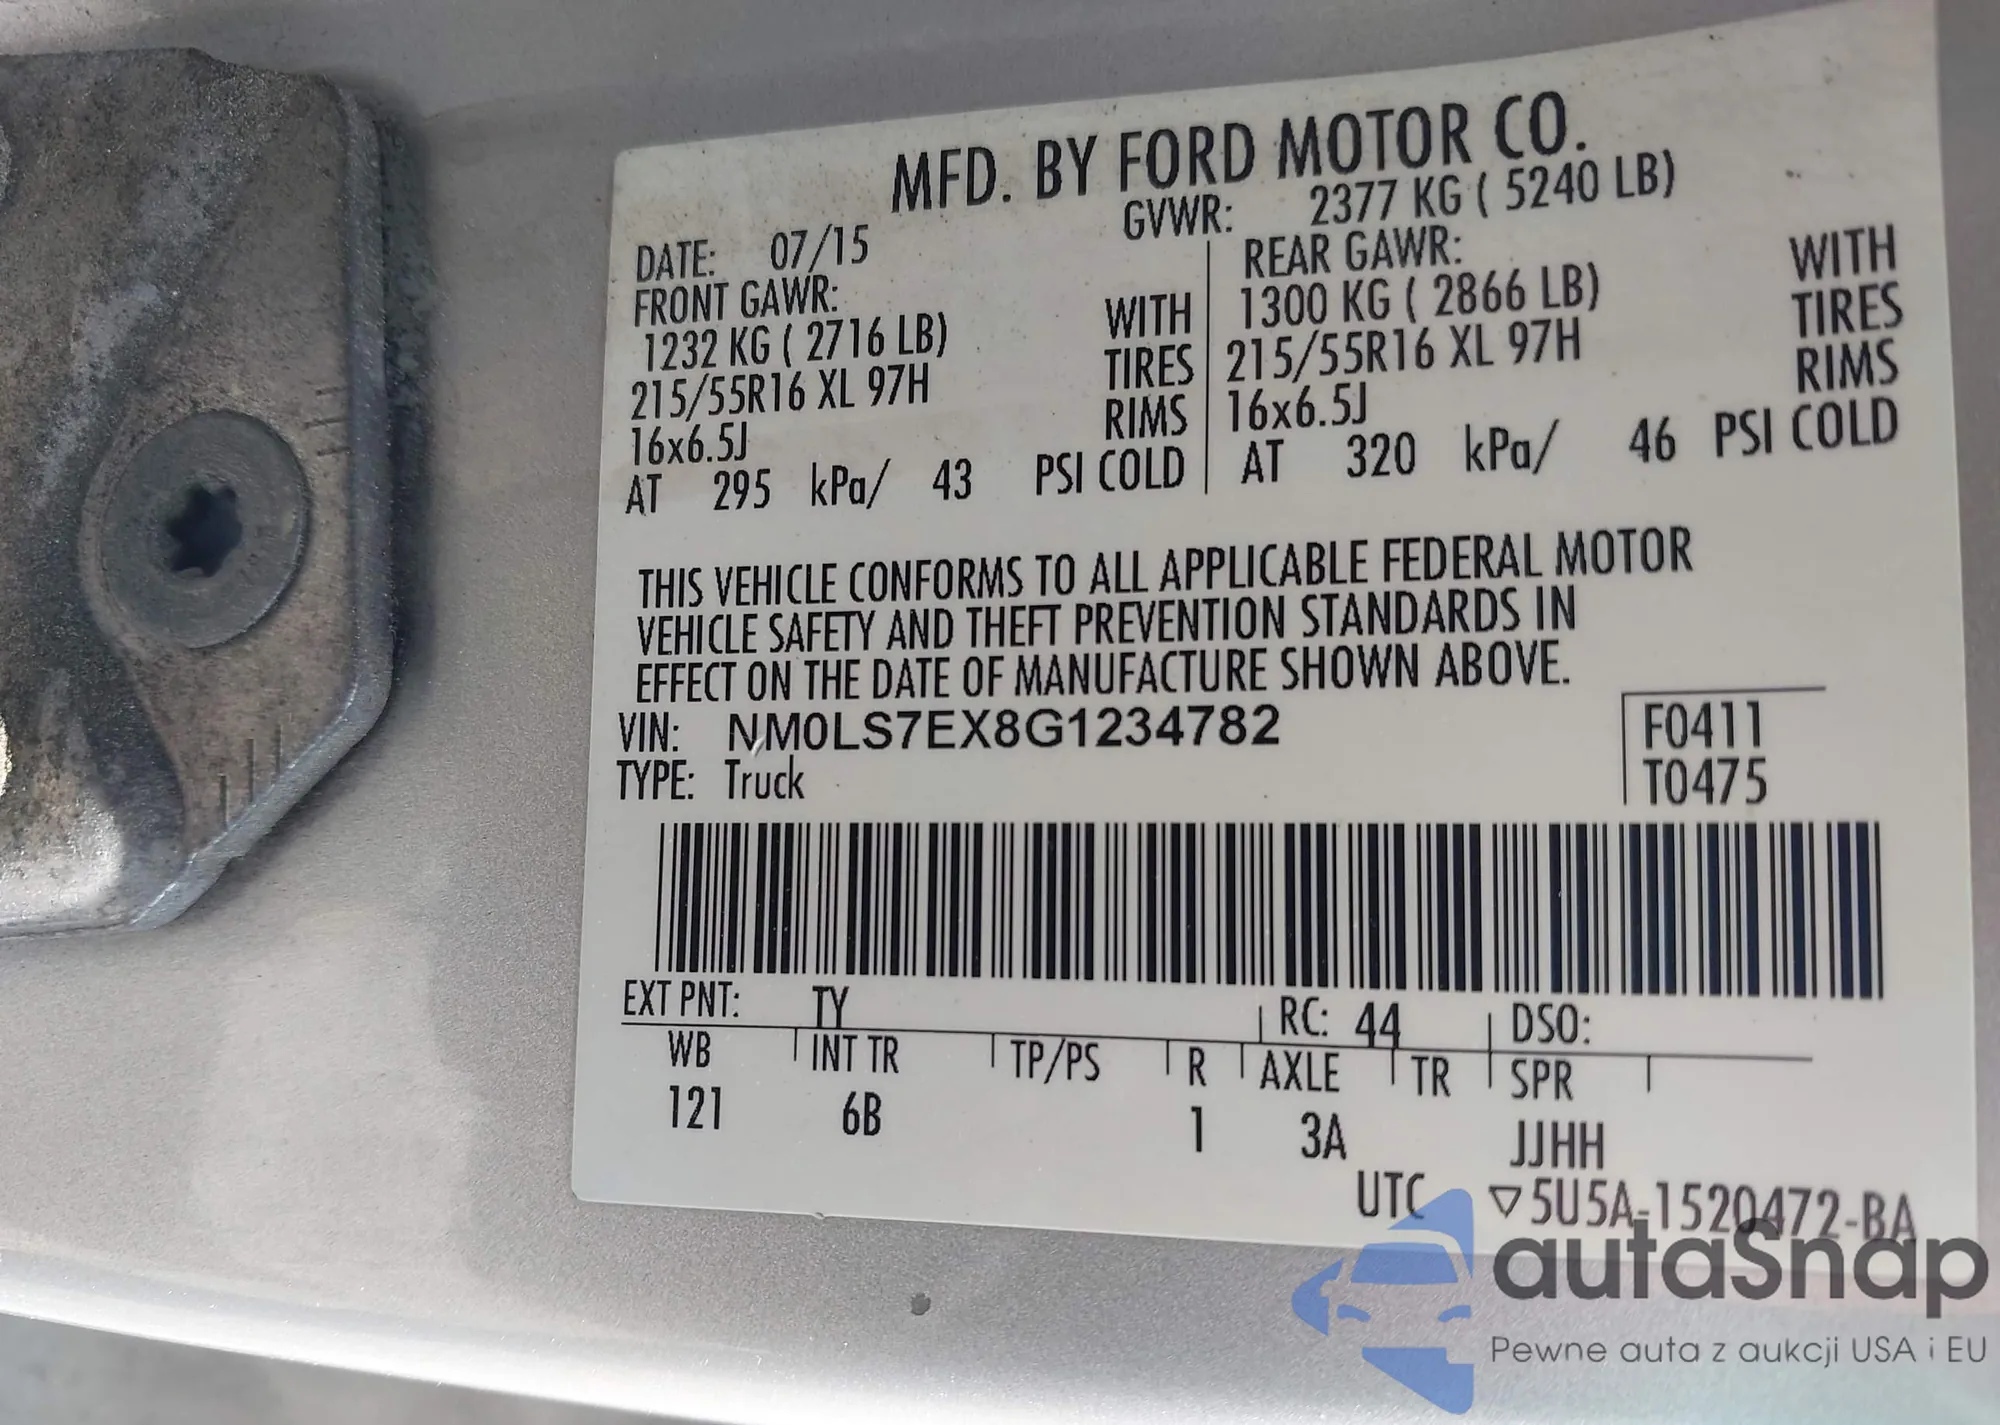 MFD. BY FORD MOTOR CO.
DATE: 07/15 GVWR: 2377 KG ( 5240 LB)
FRONT GAWR: REAR GAWR:
1232 KG ( 2716 LB) WITH 1300 KG ( 2866 LB) WITH
215/55R16 XL 97H TIRES 215/55R16 XL 97H TIRES
16x6.5J RIMS 16x6.5J RIMS
AT 295 kPa/ 43 PSI COLD AT 320 kPa/ 46 PSI COLD
THIS VEHICLE CONFORMS TO ALL APPLICABLE FEDERAL MOTOR
VEHICLE SAFETY AND THEFT PREVENTION STANDARDS IN
EFFECT ON THE DATE OF MANUFACTURE SHOWN ABOVE.
VIN: NM0LS7EX8G1234782 F0411
TYPE: Truck T0475
EXT PNT: TY RC: 44 DSO:
WB INT TR TP/PS R AXLE TR SPR
121 6B 1 3A JJHH
UTC ▽5U5A-1520472-BA
autaSnap
Pewne auta z aukcji USA i EU